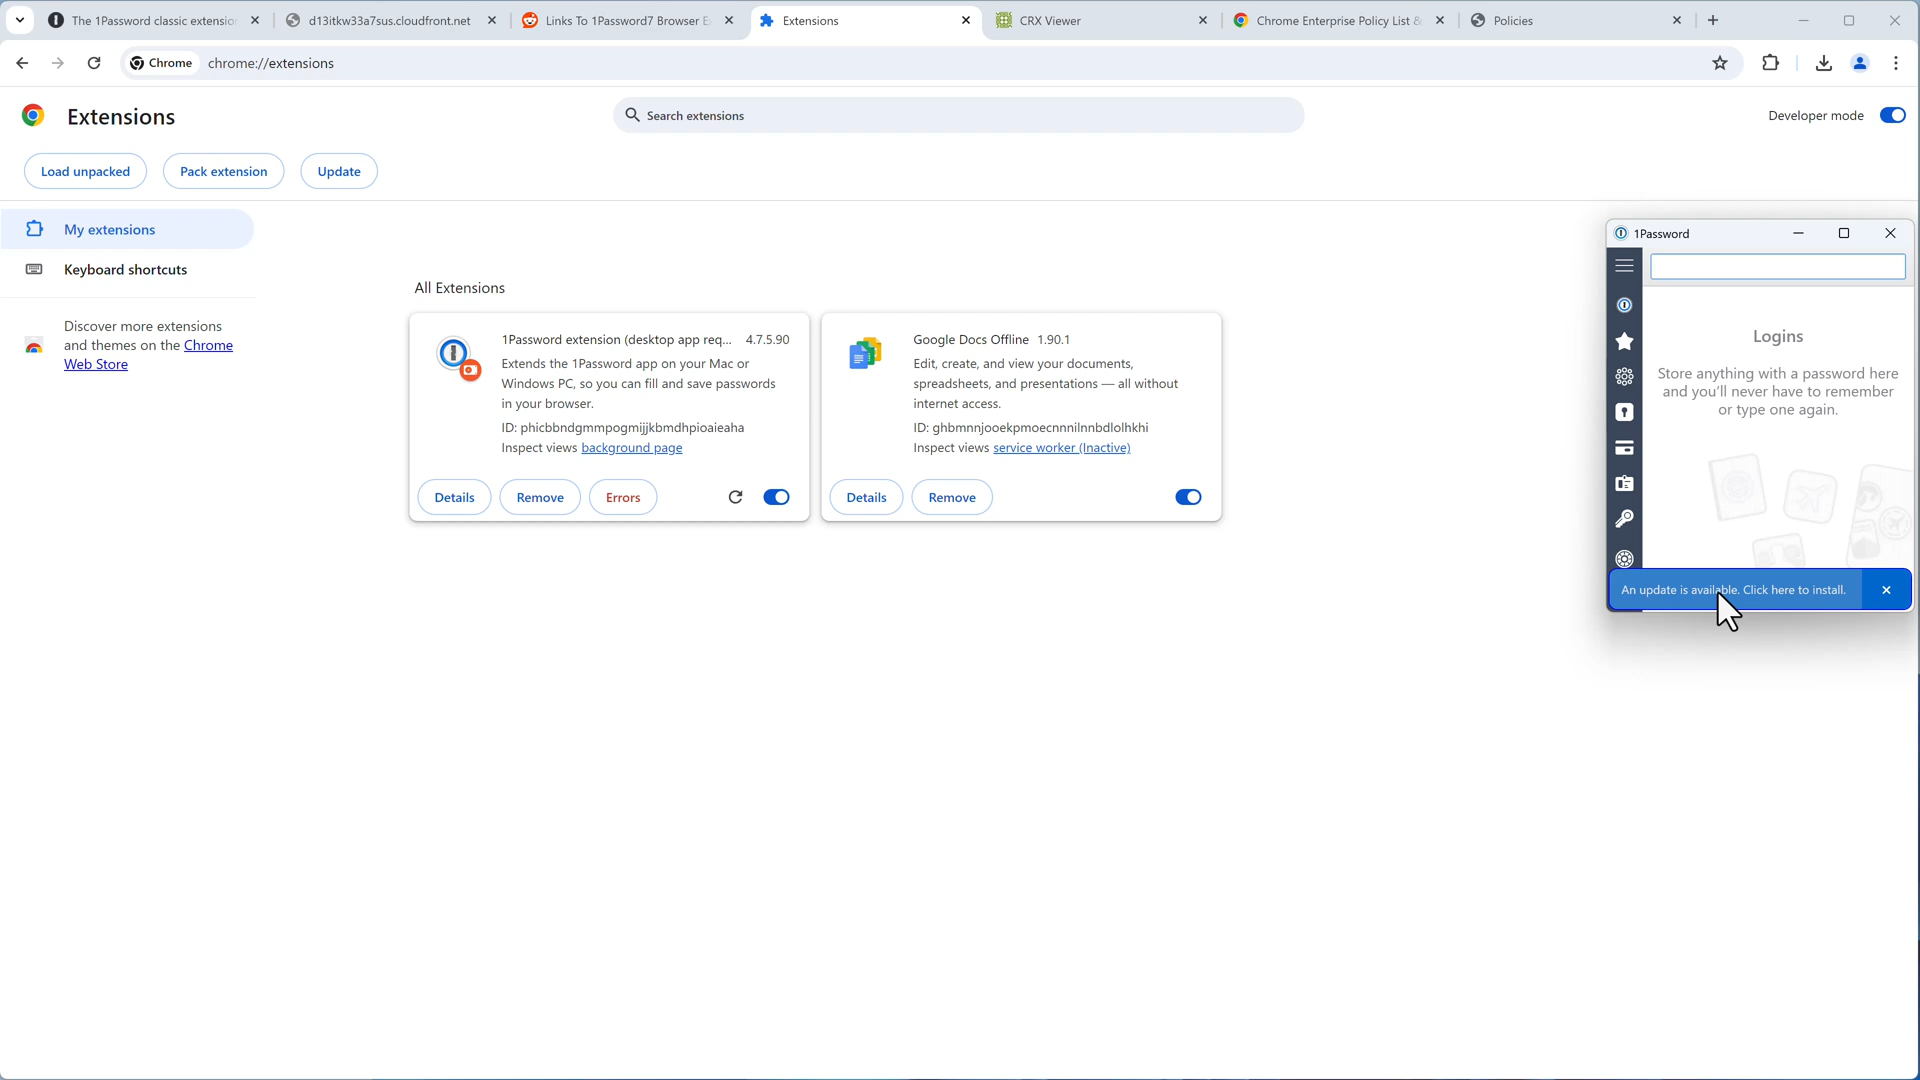 The 1Password classic extension
d13itkw33a7sus.cloudfront.net
Links To 1Password7 Browser E
Extensions
CRX Viewer
Chrome Enterprise Policy List &
Policies
Chrome
chrome://extensions
Extensions
Search extensions
Developer mode
Load unpacked
Pack extension
Update
My extensions
Keyboard shortcuts
Discover more extensions
and themes on the Chrome
Web Store
All Extensions
1Password extension (desktop app req... 4.7.5.90
Extends the 1Password app on your Mac or
Windows PC, so you can fill and save passwords
in your browser.
ID: phicbbndgmmpogmijjkbmdhpioaieaha
Inspect views background page
Details
Remove
Errors
Google Docs Offline 1.90.1
Edit, create, and view your documents,
spreadsheets, and presentations — all without
internet access.
ID: ghbmnnjooekpmoecnnnilnnbdlolhkhi
Inspect views service worker (Inactive)
Details
Remove
1Password
Logins
Store anything with a password here
and you'll never have to remember
or type one again.
An update is available. Click here to install.